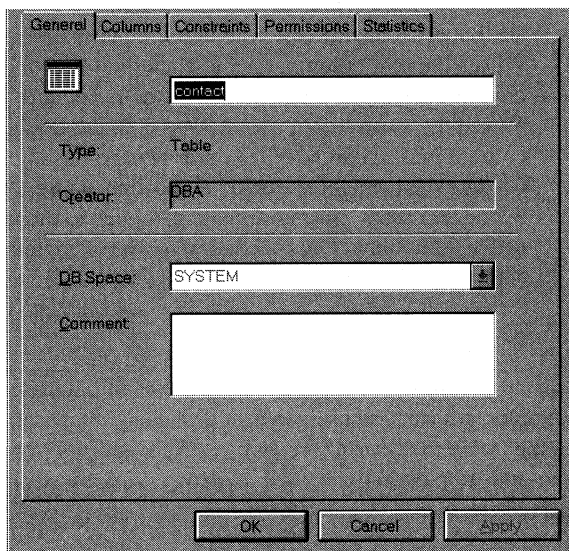 General Columns Constraints Permissions Statistics
contact
Type: Table
Creator: DBA
DB Space: SYSTEM
Comment:
OK Cancel Apply